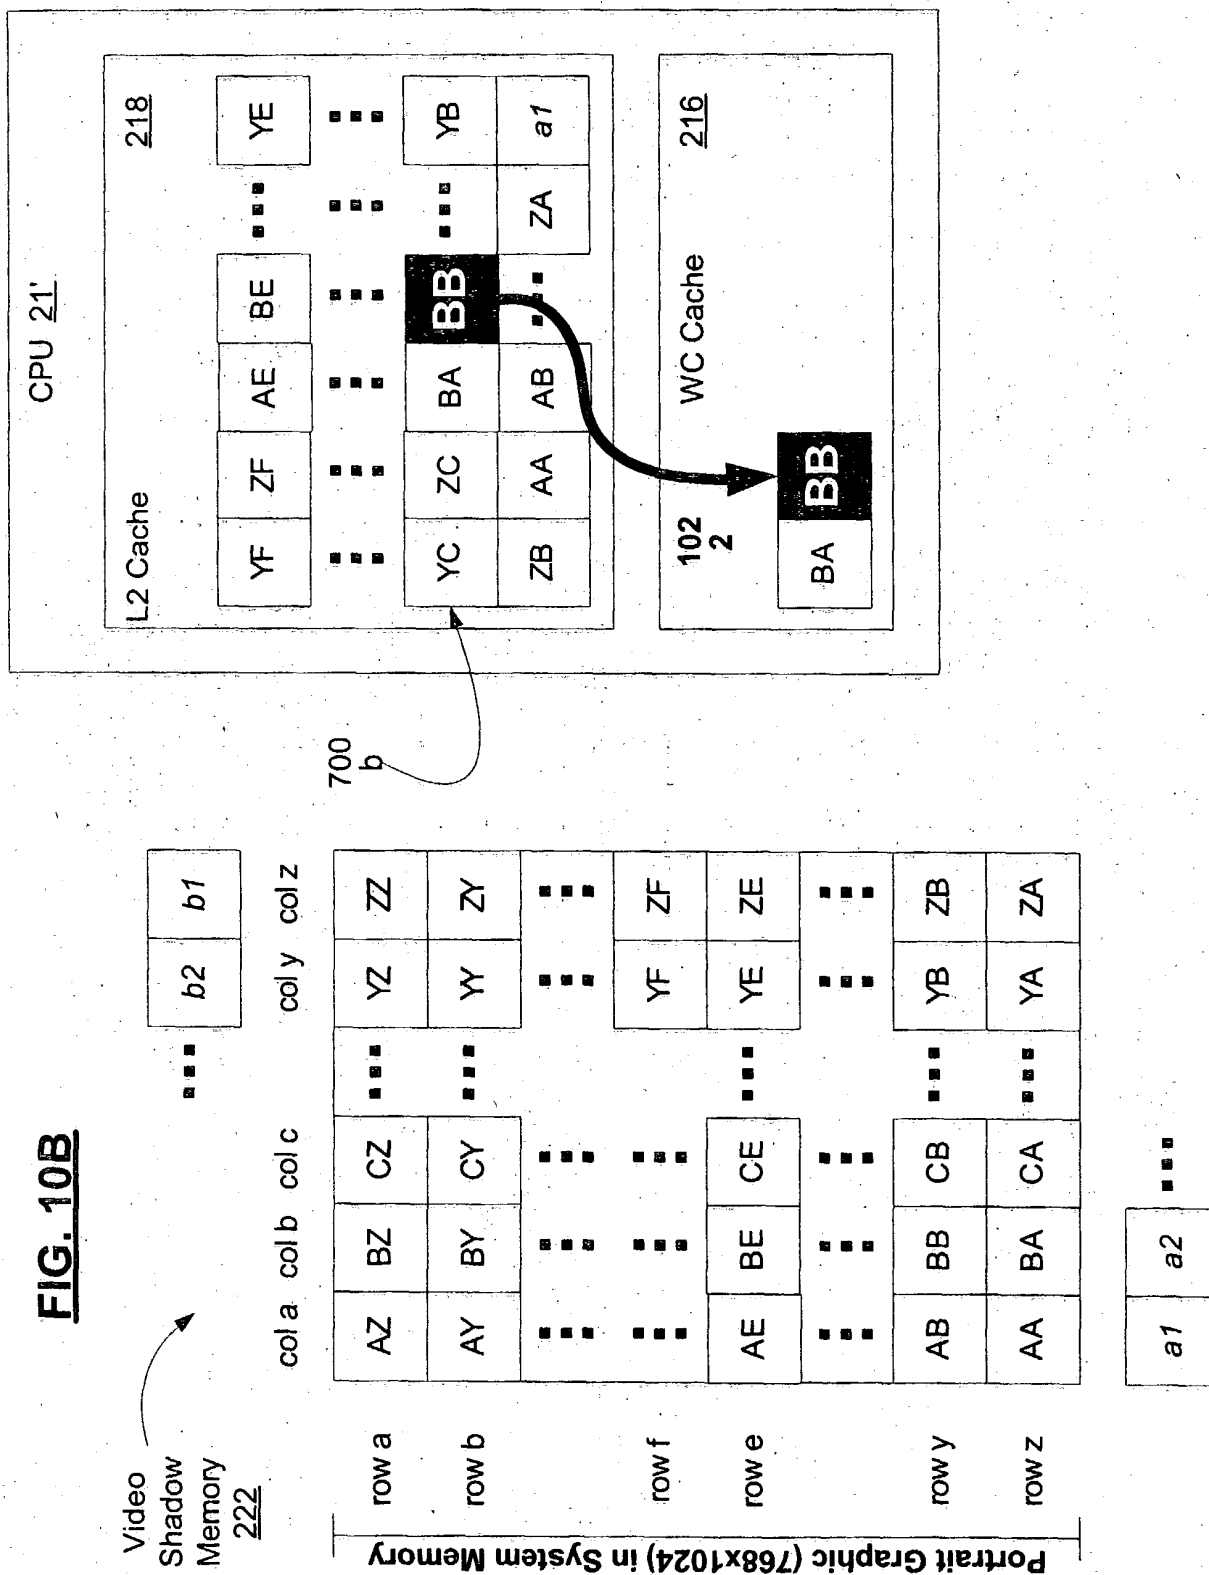 FIG. 10B
Video
Shadow
Memory
222
b2 b1
col a col b col c col y col z
row a AZ BZ CZ YZ ZZ
row b AY BY CY YY ZY
row f YF ZF
row e AE BE CE YE ZE
row y AB BB CB YB ZB
row z AA BA CA YA ZA
a1 a2
Portrait Graphic (768x1024) in System Memory
700
b
CPU 21'
L2 Cache 218
YF ZF AE BE YE
YC ZC BA BB YB
ZB AA AB ZA a1
WC Cache 216
102
2
BA BB